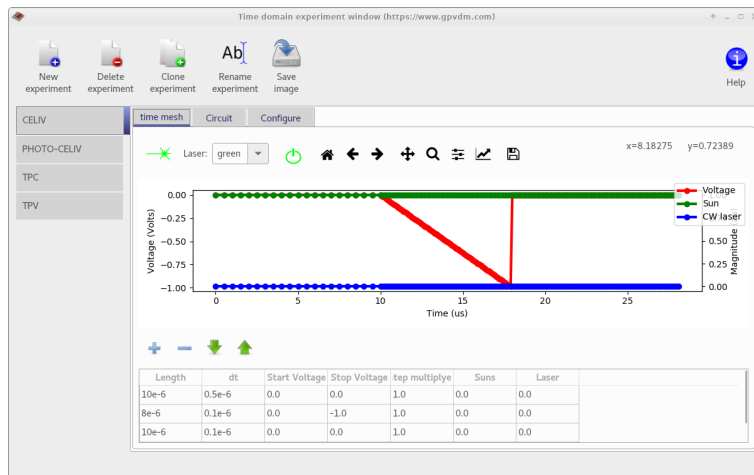 Time domain experiment window (https://www.gpvdm.com)
New experiment
Delete experiment
Clone experiment
Ab
Rename experiment
Save image
Help
CELIV
PHOTO-CELIV
TPC
TPV
time mesh Circuit Configure
Laser: green
x=8.18275 y=0.72389
Voltage
Sun
CW laser
0.00
−0.25
−0.50
−0.75
−1.00
Voltage (Volts)
1.00
0.50
0.25
0.00
Magnitude
0 5 10 15 20 25
Time (us)
Length dt Start Voltage Stop Voltage tep multiplye Suns Laser
10e-6 0.5e-6 0.0 0.0 1.0 0.0 0.0
8e-6 0.1e-6 0.0 -1.0 1.0 0.0 0.0
10e-6 0.1e-6 0.0 0.0 1.0 0.0 0.0